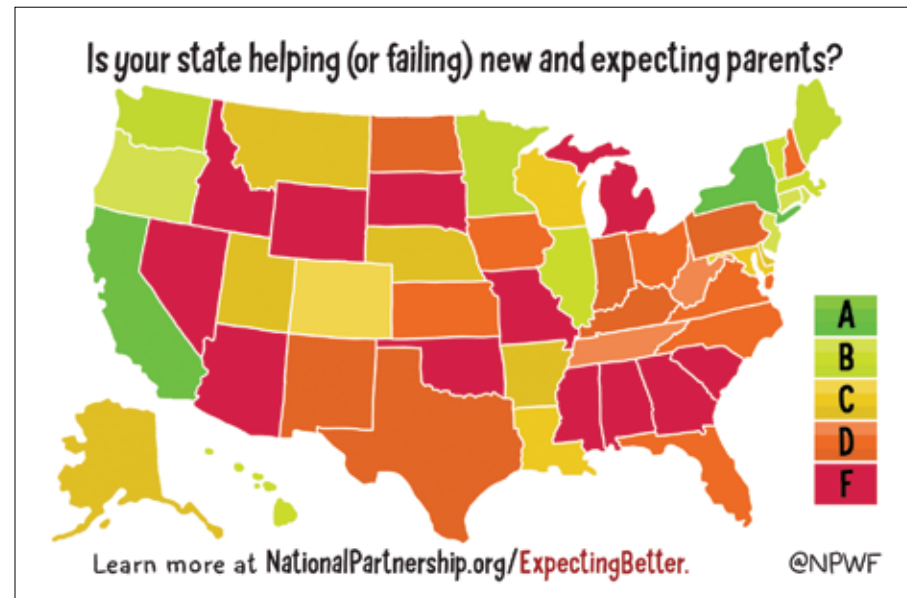 Is your state helping (or failing) new and expecting parents?
A
B
C
D
F
Learn more at NationalPartnership.org/ExpectingBetter.
@NPWF